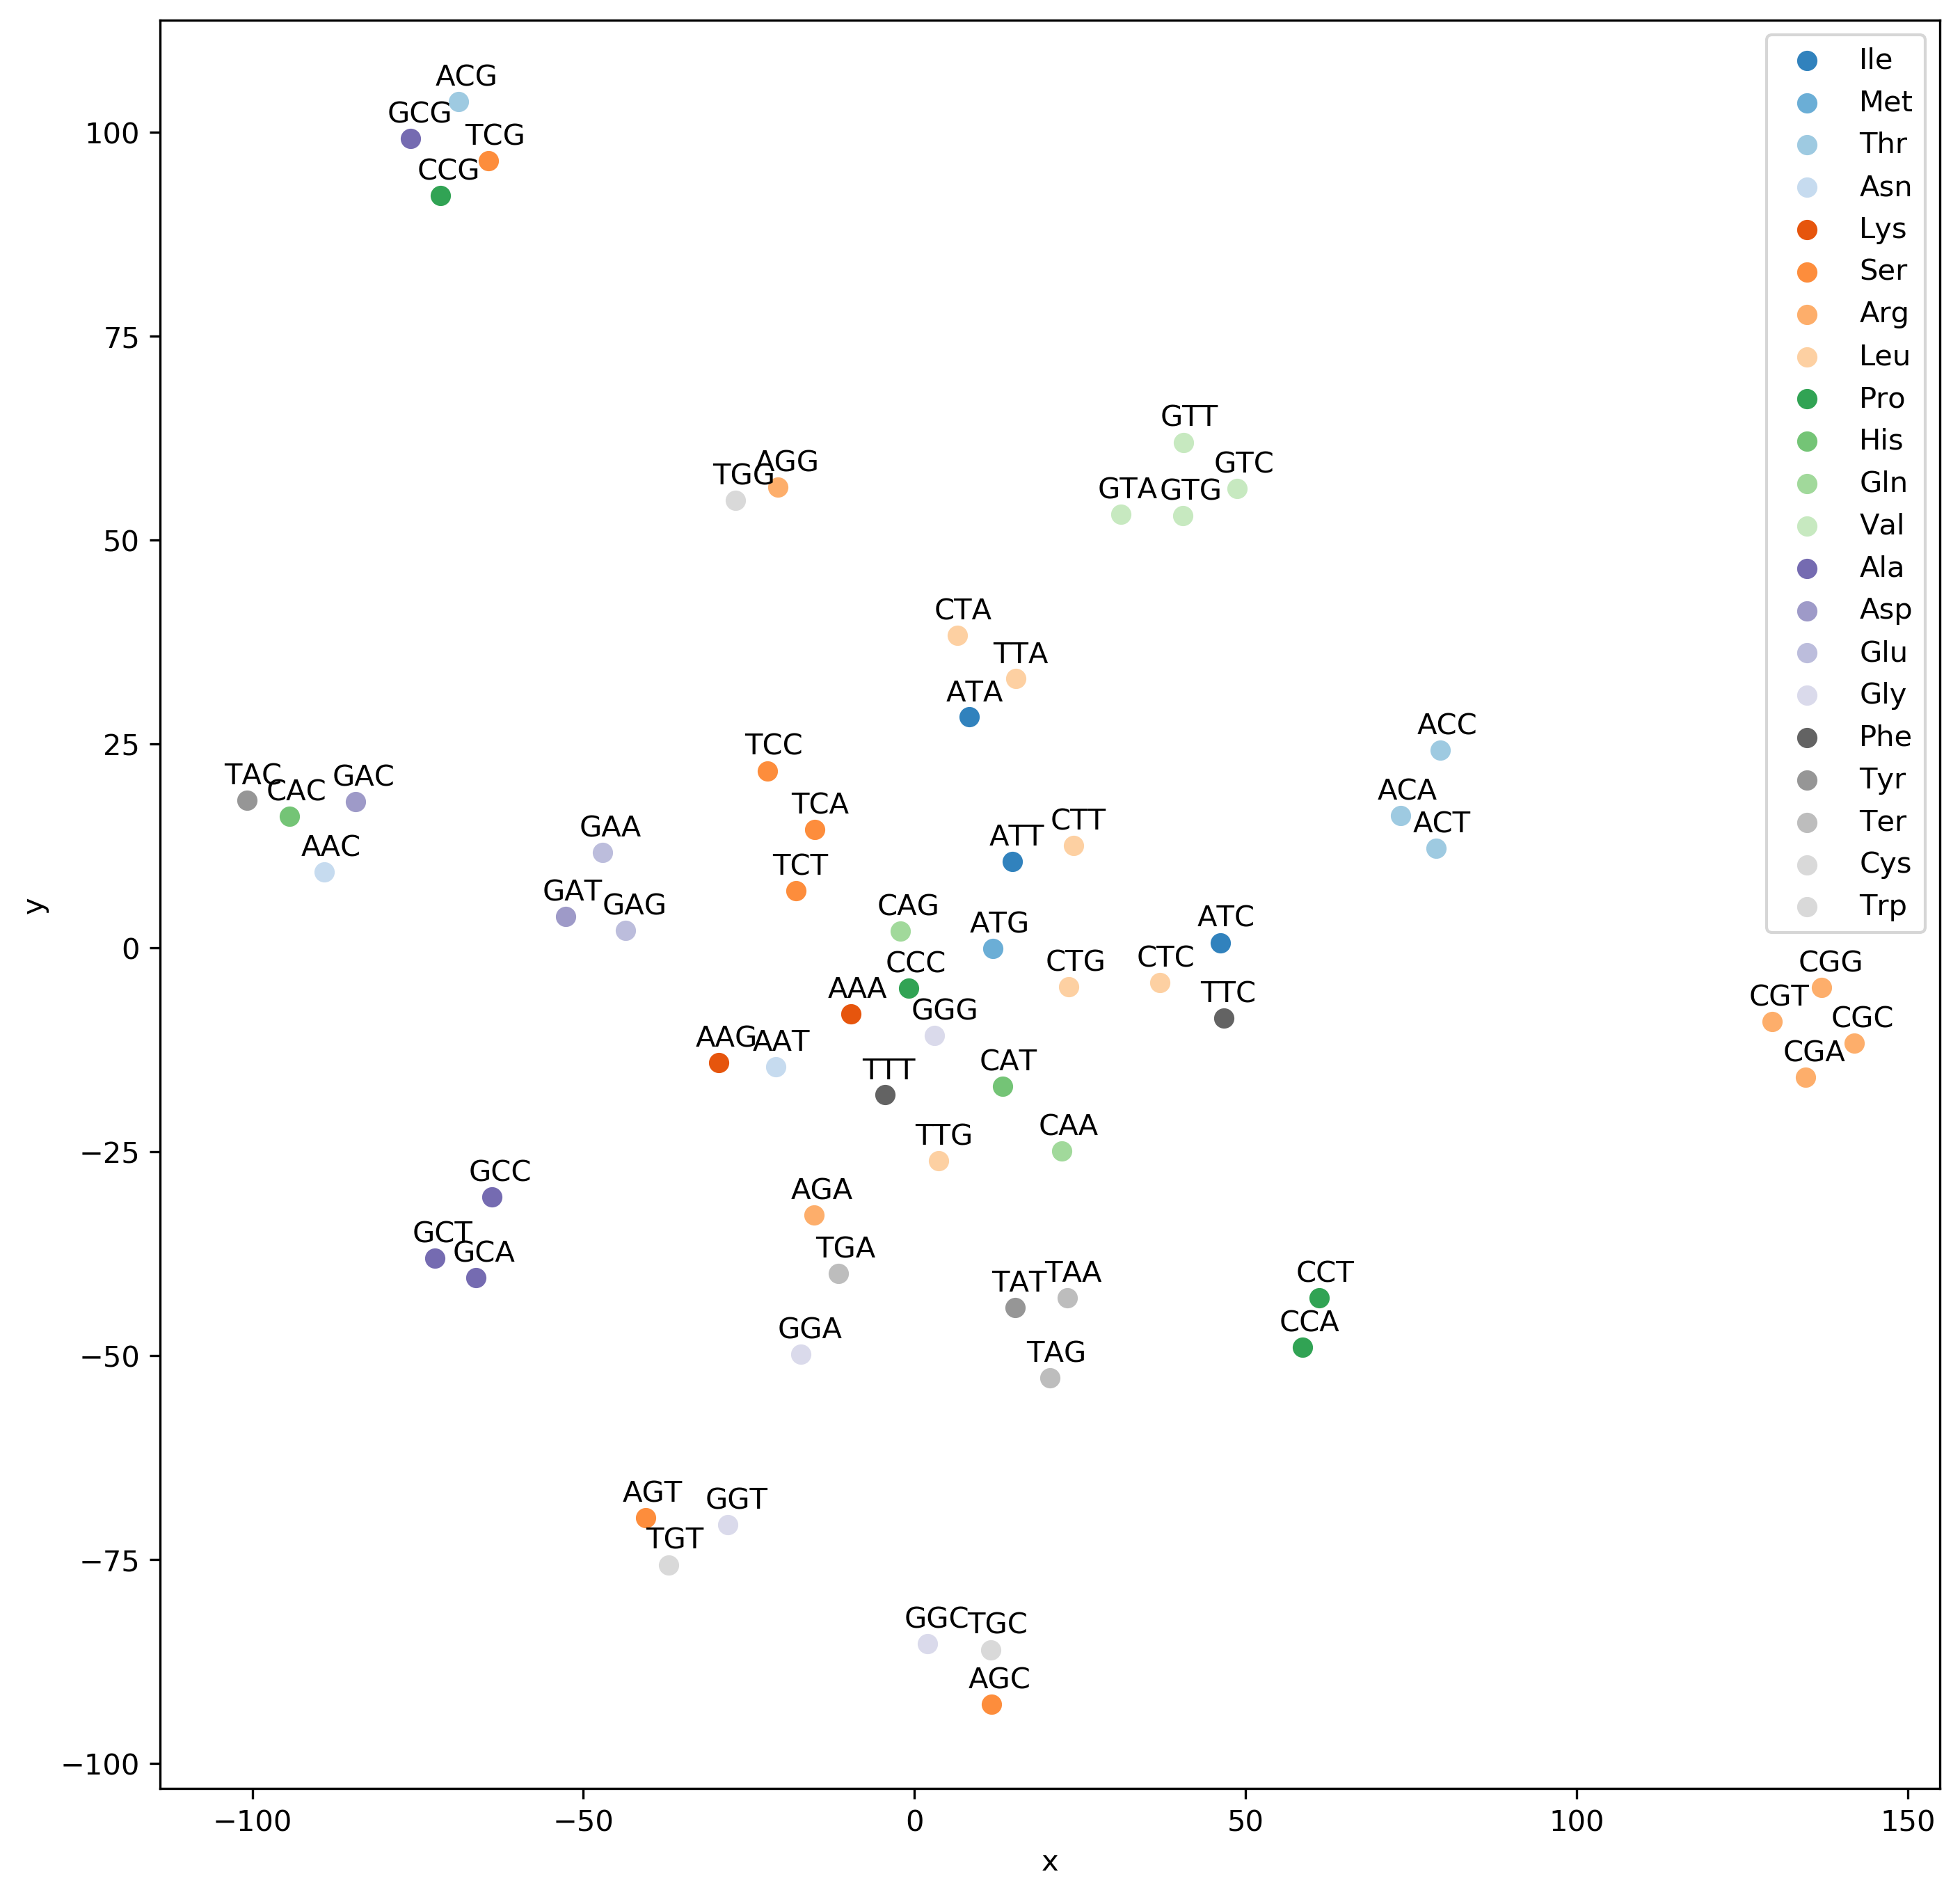 ACG
GCG
TCG
CCG
GTT
GTC
GTA
GTG
AGG
TGG
CTA
TTA
ATA
ACC
ACA
ACT
TCC
TCA
TCT
TAC
CAC
GAC
AAC
GAA
GAT
GAG
ATT
CTT
CAG
ATG
ATC
CCC
CTG
CTC
TTC
AAA
GGG
CGG
CGT
CGC
CGA
AAG
AAT
TTT
CAT
CAA
TTG
GCC
GCT
GCA
AGA
TGA
GGA
TAT
TAA
TAG
CCT
CCA
AGT
GGT
TGT
GGC
TGC
AGC
Ile
Met
Thr
Asn
Lys
Ser
Arg
Leu
Pro
His
Gln
Val
Ala
Asp
Glu
Gly
Phe
Tyr
Ter
Cys
Trp
100
75
50
25
0
−25
−50
−75
−100
y
−100
−50
0
50
100
150
x